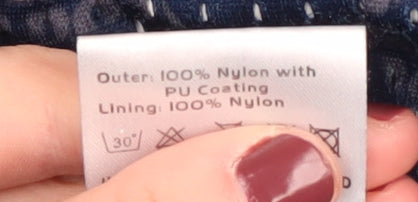 Outer: 100% Nylon with
PU Coating
Lining: 100% Nylon
30°